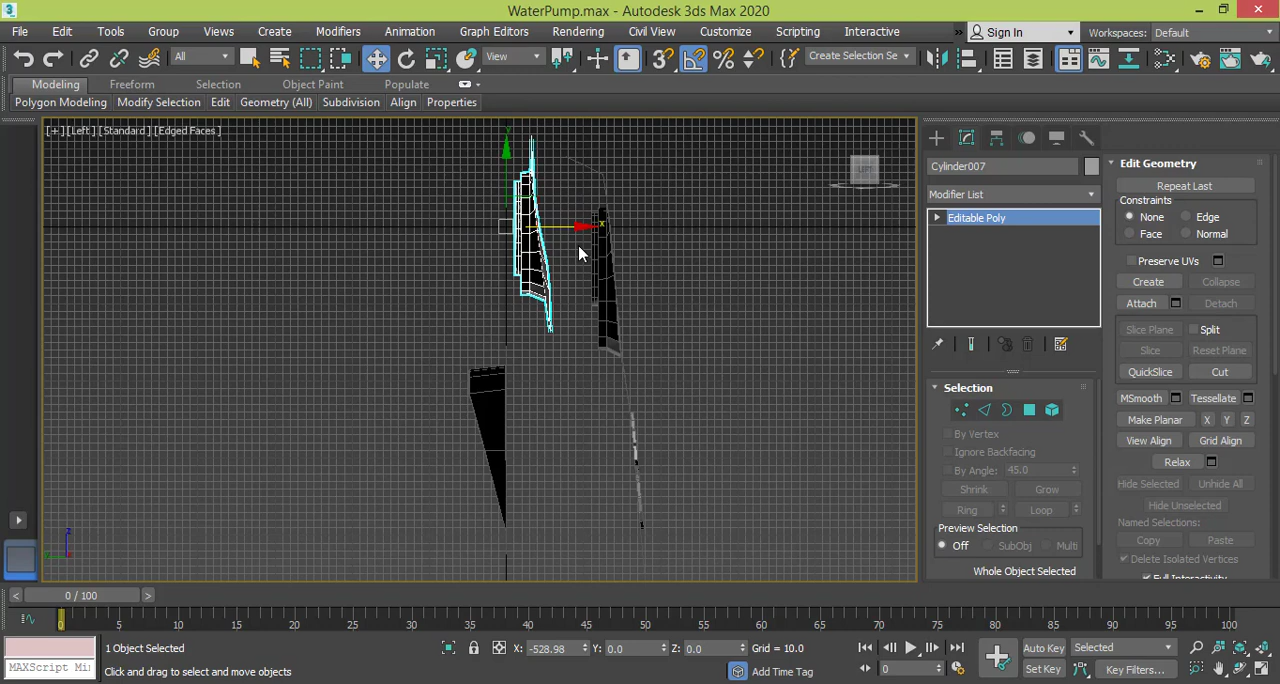 WaterPump.max - Autodesk 3ds Max 2020
File Edit Tools Group Views Create Modifiers Animation Graph Editors Rendering Civil View Customize Scripting Interactive » Sign In Workspaces: Default
All View 3 Create Selection Se
Modeling Freeform Selection Object Paint Populate
Polygon Modeling Modify Selection Edit Geometry (All) Subdivision Align Properties
[+] [Left] [Standard] [Edged Faces]
Cylinder007
Modifier List
Editable Poly
Selection
By Vertex
Ignore Backfacing
By Angle: 45.0
Shrink Grow
Ring Loop
Preview Selection
Off SubObj Multi
Whole Object Selected
Edit Geometry
Repeat Last
Constraints
None Edge
Face Normal
Preserve UVs
Create Collapse
Attach Detach
Slice Plane Split
Slice Reset Plane
QuickSlice Cut
MSmooth Tessellate
Make Planar X Y Z
View Align Grid Align
Relax
Hide Selected Unhide All
Hide Unselected
Named Selections:
Copy Paste
Delete Isolated Vertices
Full Interactivity
< 0 / 100 >
0 5 10 15 20 25 30 35 40 45 50 55 60 65 70 75 80 85 90 95 100
1 Object Selected X: -528.98 Y: 0.0 Z: 0.0 Grid = 10.0
MAXScript Mi Click and drag to select and move objects Add Time Tag
0
Auto Key Selected
Set Key Key Filters...